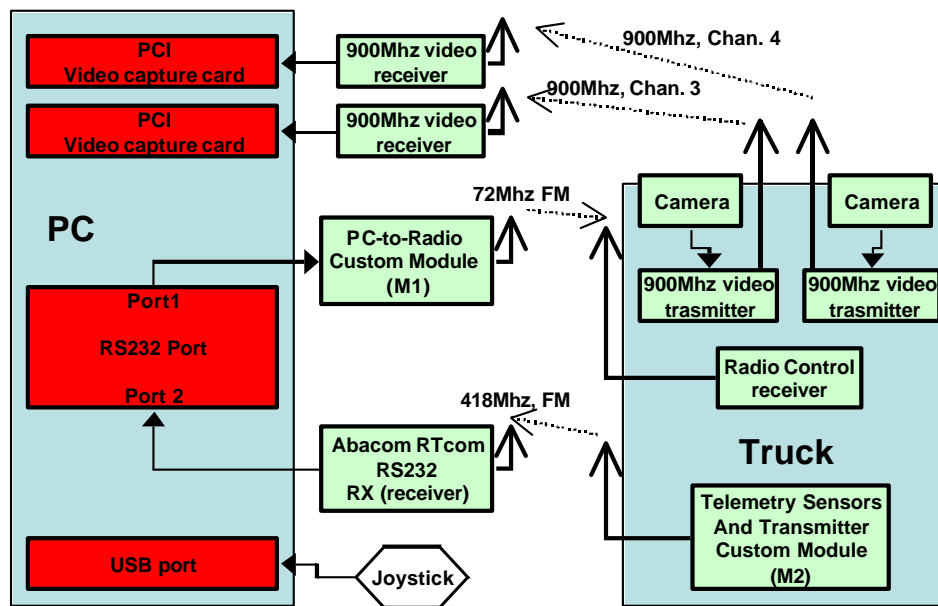 PCI
Video capture card
900Mhz video
receiver
900Mhz, Chan. 4
900Mhz, Chan. 3
PCI
Video capture card
900Mhz video
receiver
PC
72Mhz FM
Camera
Camera
PC-to-Radio
Custom Module
(M1)
900Mhz video
trasmitter
900Mhz video
trasmitter
Port1
RS232 Port
Port 2
Radio Control
receiver
418Mhz, FM
Abacom RTcom
RS232
RX (receiver)
Truck
Telemetry Sensors
And Transmitter
Custom Module
(M2)
USB port
Joystick